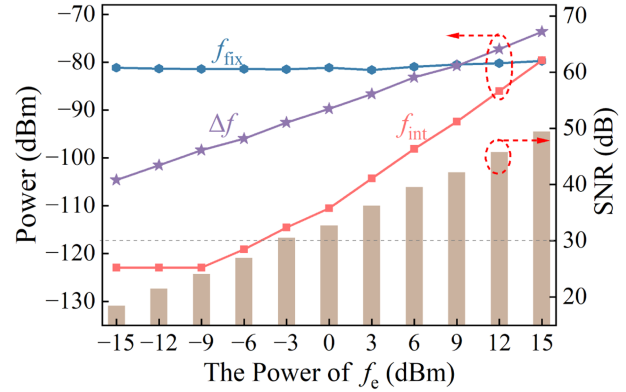 −70
−80
−90
−100
−110
−120
−130
Power (dBm)
f_fix
Δf
f_int
70
60
50
40
30
20
SNR (dB)
−15 −12 −9 −6 −3 0 3 6 9 12 15
The Power of f_e (dBm)